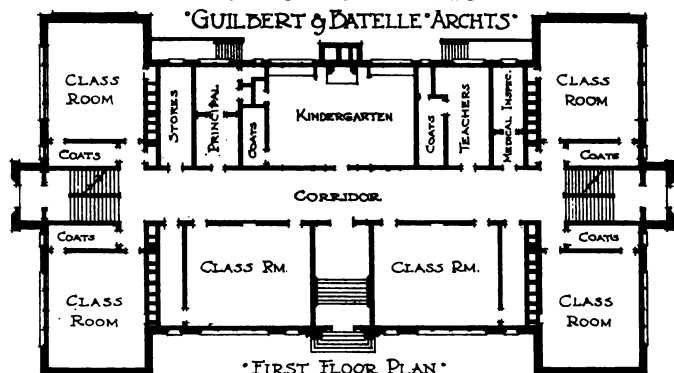 ·GUILBERT & BATELLE·ARCHTS·
CLASS ROOM
STORES
PRINCIPAL
COATS
KINDERGARTEN
COATS
TEACHERS
MEDICAL INSPEC.
CLASS ROOM
COATS
COATS
CORRIDOR
COATS
COATS
CLASS RM.
CLASS RM.
CLASS ROOM
CLASS ROOM
·FIRST FLOOR PLAN·